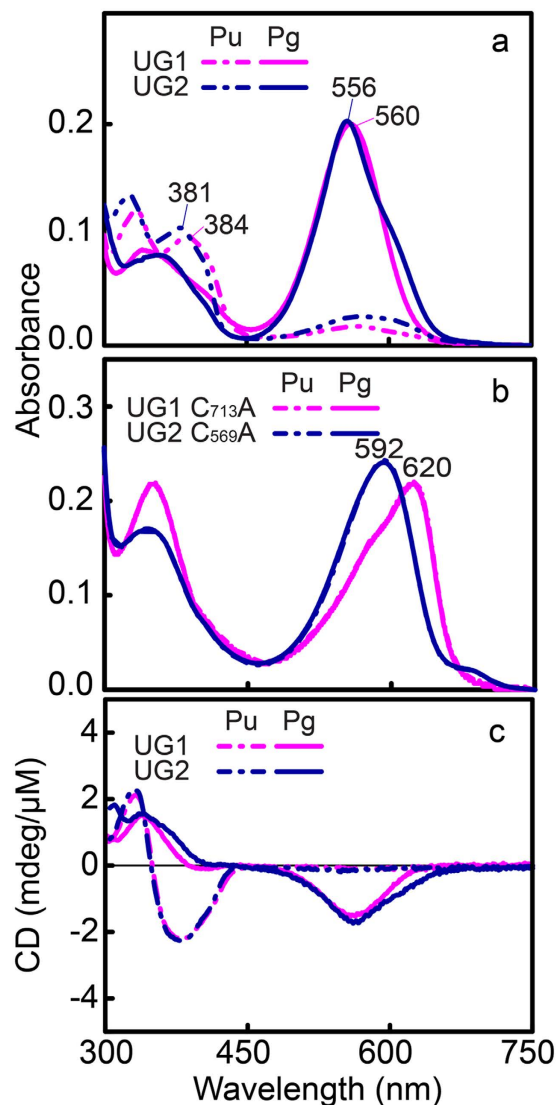 a
Pu Pg
UG1
UG2
556
560
381
384
0.2
0.1
0.0
Absorbance
b
Pu Pg
UG1 C713A
UG2 C569A
592
620
0.3
0.2
0.1
0.0
c
Pu Pg
UG1
UG2
4
2
0
-2
-4
CD (mdeg/µM)
300 450 600 750
Wavelength (nm)